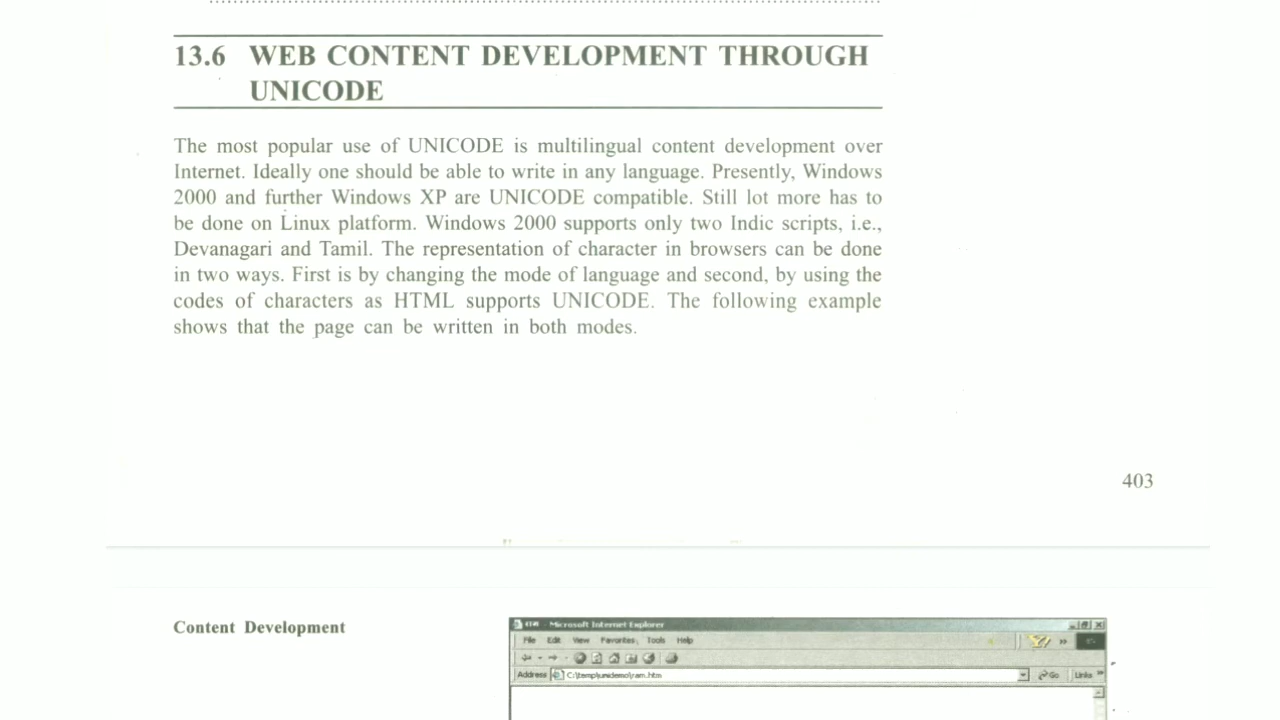 13.6 WEB CONTENT DEVELOPMENT THROUGH
UNICODE
The most popular use of UNICODE is multilingual content development over
Internet. Ideally one should be able to write in any language. Presently, Windows
2000 and further Windows XP are UNICODE compatible. Still lot more has to
be done on Linux platform. Windows 2000 supports only two Indic scripts, i.e.,
Devanagari and Tamil. The representation of character in browsers can be done
in two ways. First is by changing the mode of language and second, by using the
codes of characters as HTML supports UNICODE. The following example
shows that the page can be written in both modes.
403
Content Development
- Microsoft Internet Explorer
File Edit View Favorites Tools Help
Address C:\temp\unidemo\ram.htm Go Links